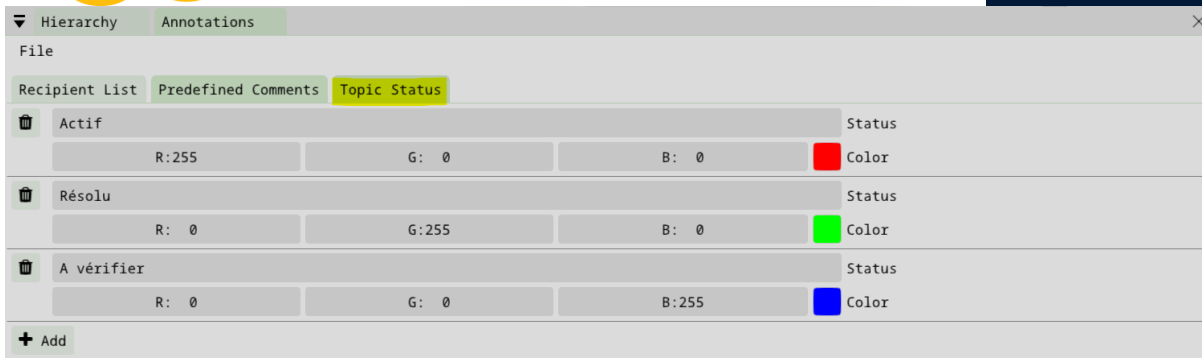 Hierarchy Annotations
File
Recipient List Predefined Comments Topic Status
Actif Status
R:255 G: 0 B: 0 Color
Résolu Status
R: 0 G:255 B: 0 Color
A vérifier Status
R: 0 G: 0 B:255 Color
Add